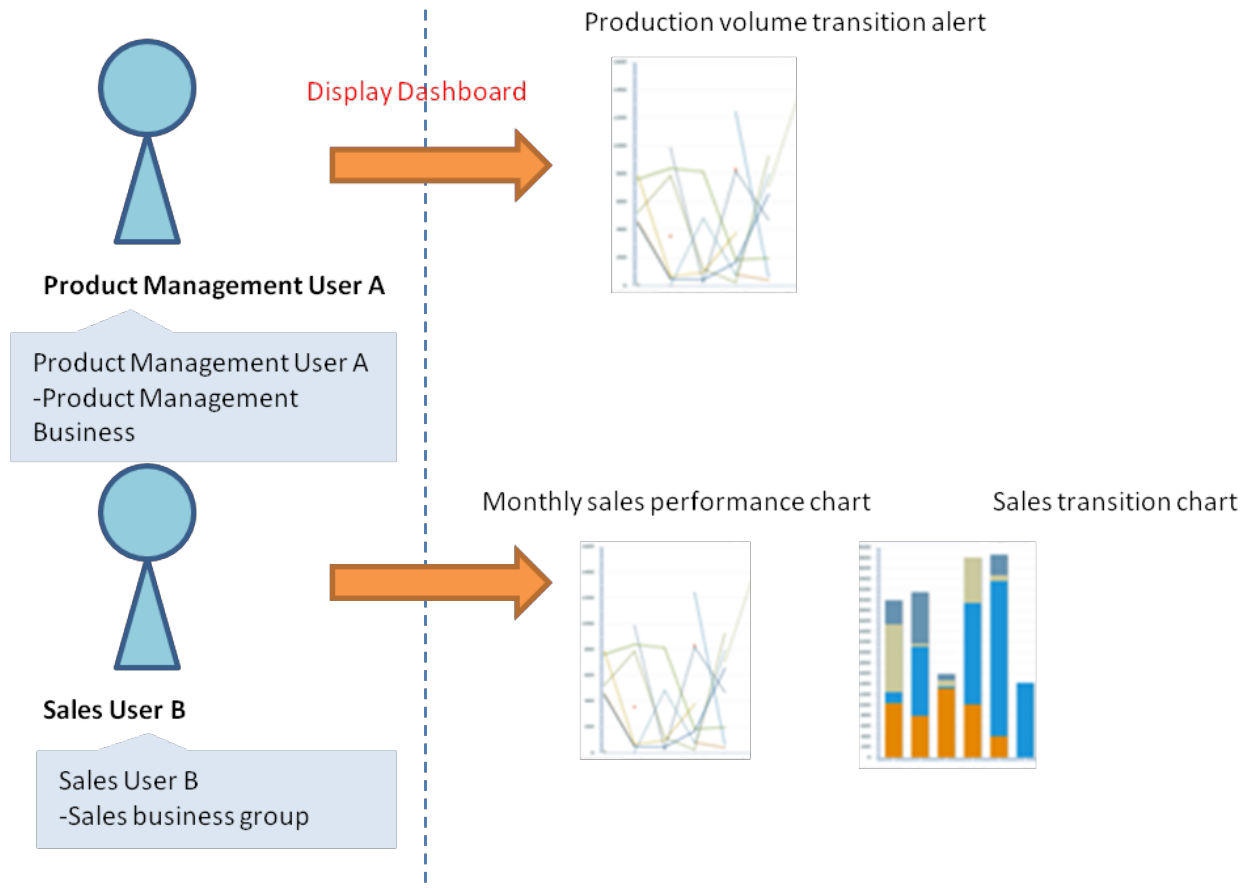 Production volume transition alert
Display Dashboard
Product Management User A
Product Management User A
-Product Management
Business
Monthly sales performance chart
Sales transition chart
Sales User B
Sales User B
-Sales business group